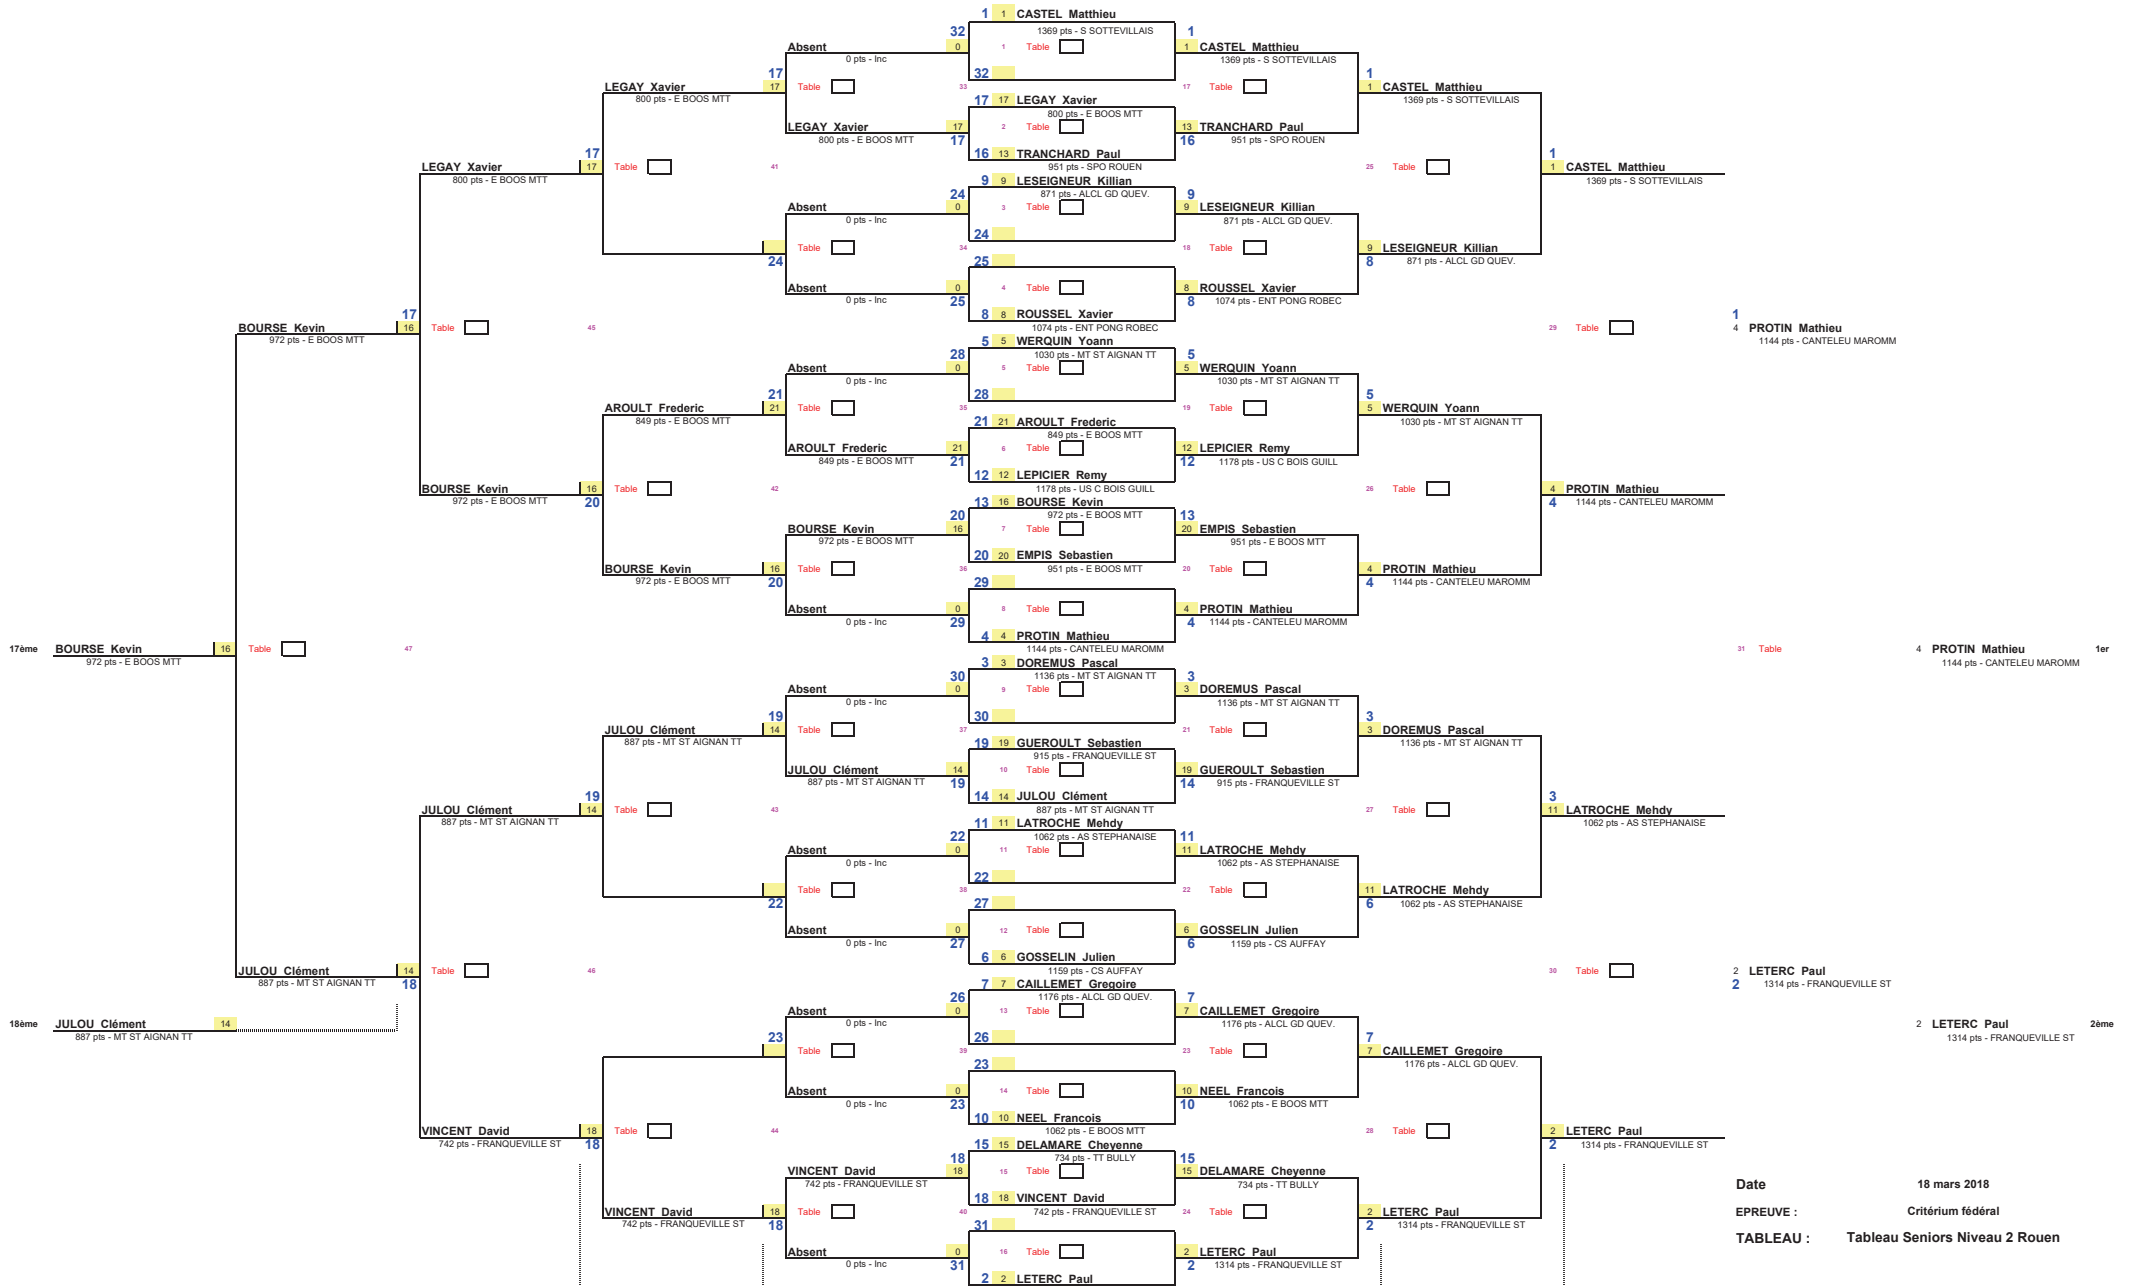 1 1 CASTEL Matthieu
32 1369 pts - S SOTTEVILLAIS 1
Absent 0 1 Table 1 CASTEL Matthieu
0 pts - Inc 1369 pts - S SOTTEVILLAIS
17 32 1
LEGAY Xavier 17 Table 33 17 Table 1 CASTEL Matthieu
800 pts - E BOOS MTT 17 17 LEGAY Xavier 1369 pts - S SOTTEVILLAIS
800 pts - E BOOS MTT
LEGAY Xavier 17 2 Table 13 TRANCHARD Paul
800 pts - E BOOS MTT 17 16 951 pts - SPO ROUEN
17 16 13 TRANCHARD Paul 1
LEGAY Xavier 17 Table 41 951 pts - SPO ROUEN 25 Table 1 CASTEL Matthieu
800 pts - E BOOS MTT 9 9 LESEIGNEUR Killian 1369 pts - S SOTTEVILLAIS
24 871 pts - ALCL GD QUEV. 9
Absent 0 3 Table 9 LESEIGNEUR Killian
0 pts - Inc 871 pts - ALCL GD QUEV.
24
Table 34 18 Table 9 LESEIGNEUR Killian
24 25 8 871 pts - ALCL GD QUEV.
Absent 0 4 Table 8 ROUSSEL Xavier
0 pts - Inc 25 8 1074 pts - ENT PONG ROBEC
17 8 8 ROUSSEL Xavier 1
BOURSE Kevin 16 Table 45 1074 pts - ENT PONG ROBEC 29 Table 4 PROTIN Mathieu
972 pts - E BOOS MTT 5 5 WERQUIN Yoann 1144 pts - CANTELEU MAROMM
28 1030 pts - MT ST AIGNAN TT 5
Absent 0 5 Table 5 WERQUIN Yoann
0 pts - Inc 1030 pts - MT ST AIGNAN TT
21 28 5
AROULT Frederic 21 Table 35 19 Table 5 WERQUIN Yoann
849 pts - E BOOS MTT 21 21 AROULT Frederic 1030 pts - MT ST AIGNAN TT
849 pts - E BOOS MTT
AROULT Frederic 21 6 Table 12 LEPICIER Remy
849 pts - E BOOS MTT 21 12 1178 pts - US C BOIS GUILL
12 12 LEPICIER Remy
BOURSE Kevin 16 Table 42 1178 pts - US C BOIS GUILL 26 Table 4 PROTIN Mathieu
972 pts - E BOOS MTT 20 13 16 BOURSE Kevin 4 1144 pts - CANTELEU MAROMM
20 972 pts - E BOOS MTT 13
BOURSE Kevin 16 7 Table 20 EMPIS Sebastien
972 pts - E BOOS MTT 951 pts - E BOOS MTT
20 20 EMPIS Sebastien
BOURSE Kevin 16 Table 36 951 pts - E BOOS MTT 20 Table 4 PROTIN Mathieu
972 pts - E BOOS MTT 20 29 4 1144 pts - CANTELEU MAROMM
Absent 0 8 Table 4 PROTIN Mathieu
0 pts - Inc 29 4 1144 pts - CANTELEU MAROMM
4 4 PROTIN Mathieu
17ème BOURSE Kevin 16 Table 47 1144 pts - CANTELEU MAROMM 31 Table 4 PROTIN Mathieu 1er
972 pts - E BOOS MTT 3 3 DOREMUS Pascal 1144 pts - CANTELEU MAROMM
30 1136 pts - MT ST AIGNAN TT 3
Absent 0 9 Table 3 DOREMUS Pascal
0 pts - Inc 1136 pts - MT ST AIGNAN TT
19 30 3
JULOU Clément 14 Table 37 21 Table 3 DOREMUS Pascal
887 pts - MT ST AIGNAN TT 19 19 GUEROULT Sebastien 1136 pts - MT ST AIGNAN TT
915 pts - FRANQUEVILLE ST
JULOU Clément 14 10 Table 19 GUEROULT Sebastien
887 pts - MT ST AIGNAN TT 19 14 915 pts - FRANQUEVILLE ST
19 14 14 JULOU Clément 3
JULOU Clément 14 Table 43 887 pts - MT ST AIGNAN TT 27 Table 11 LATROCHE Mehdy
887 pts - MT ST AIGNAN TT 11 11 LATROCHE Mehdy 1062 pts - AS STEPHANAISE
22 1062 pts - AS STEPHANAISE 11
Absent 0 11 Table 11 LATROCHE Mehdy
0 pts - Inc 1062 pts - AS STEPHANAISE
22
Table 38 22 Table 11 LATROCHE Mehdy
22 27 6 1062 pts - AS STEPHANAISE
Absent 0 12 Table 6 GOSSELIN Julien
0 pts - Inc 27 6 1159 pts - CS AUFFAY
6 6 GOSSELIN Julien
JULOU Clément 14 Table 46 1159 pts - CS AUFFAY 30 Table 2 LETERC Paul
887 pts - MT ST AIGNAN TT 18 7 7 CAILLEMET Gregoire 2 1314 pts - FRANQUEVILLE ST
26 1176 pts - ALCL GD QUEV. 7
Absent 0 13 Table 7 CAILLEMET Gregoire
18ème JULOU Clément 14 0 pts - Inc 1176 pts - ALCL GD QUEV. 2 LETERC Paul 2ème
887 pts - MT ST AIGNAN TT 23 26 7 1314 pts - FRANQUEVILLE ST
Table 39 23 Table 7 CAILLEMET Gregoire
23 1176 pts - ALCL GD QUEV.
Absent 0 14 Table 10 NEEL Francois
0 pts - Inc 23 10 1062 pts - E BOOS MTT
10 10 NEEL Francois
VINCENT David 18 Table 44 1062 pts - E BOOS MTT 28 Table 2 LETERC Paul
742 pts - FRANQUEVILLE ST 18 15 15 DELAMARE Cheyenne 2 1314 pts - FRANQUEVILLE ST
18 734 pts - TT BULLY 15
VINCENT David 18 15 Table 15 DELAMARE Cheyenne
742 pts - FRANQUEVILLE ST 734 pts - TT BULLY Date 18 mars 2018
18 18 VINCENT David
VINCENT David 18 Table 40 742 pts - FRANQUEVILLE ST 24 Table 2 LETERC Paul EPREUVE : Critérium fédéral
742 pts - FRANQUEVILLE ST 18 31 2 1314 pts - FRANQUEVILLE ST
TABLEAU : Tableau Seniors Niveau 2 Rouen
Absent 0 16 Table 2 LETERC Paul
0 pts - Inc 31 2 1314 pts - FRANQUEVILLE ST
2 2 LETERC Paul